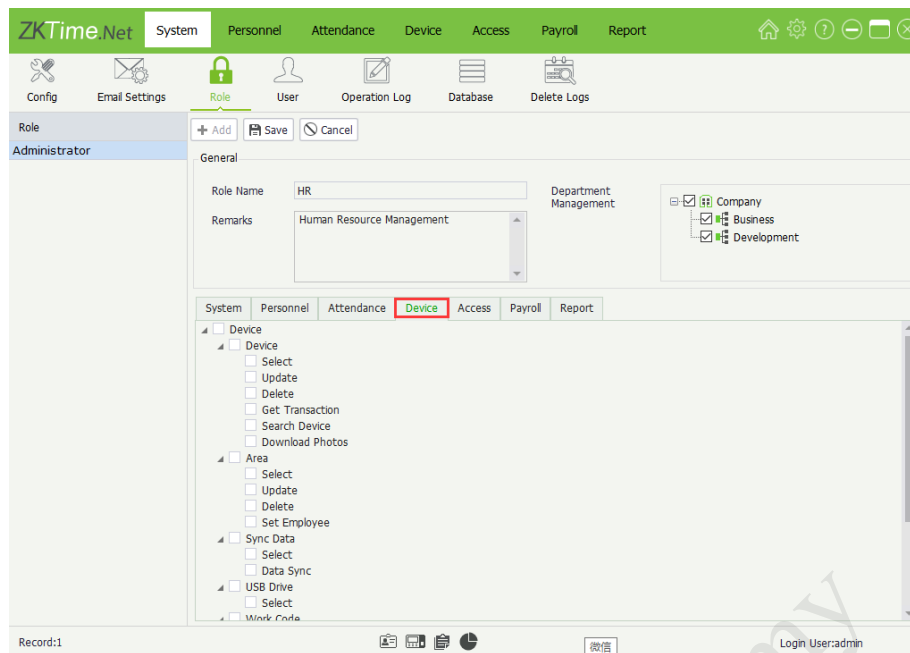 ZKTime.Net System Personnel Attendance Device Access Payroll Report
Config Email Settings Role User Operation Log Database Delete Logs
Role
Administrator
Add Save Cancel
General
Role Name HR
Department
Management
Company
Business
Development
Remarks Human Resource Management
System Personnel Attendance Device Access Payroll Report
Device
Device
Select
Update
Delete
Get Transaction
Search Device
Download Photos
Area
Select
Update
Delete
Set Employee
Sync Data
Select
Data Sync
USB Drive
Select
Work Code
Record:1 微信 Login User:admin
my